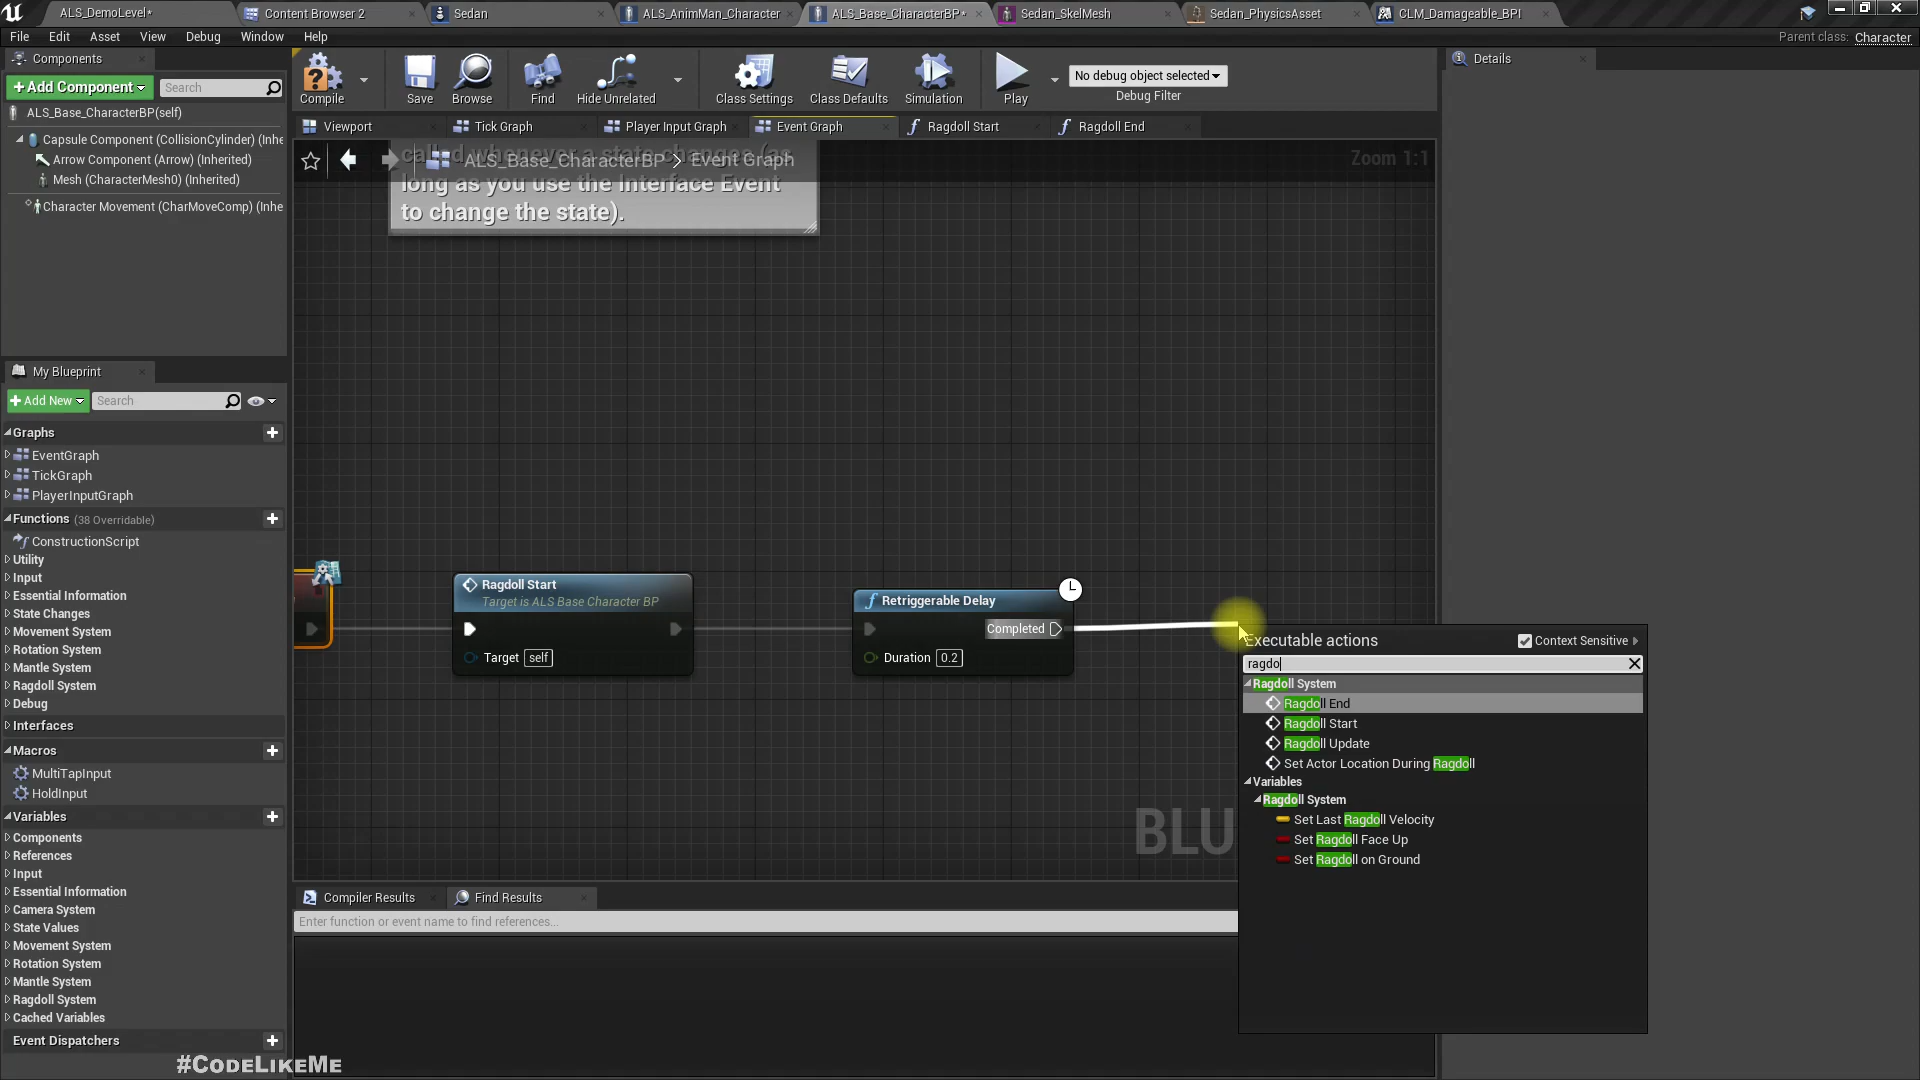 ALS_DemoLevel*
Content Browser 2
Sedan
ALS_AnimMan_Character
ALS_Base_CharacterBP*
Sedan_SkelMesh
Sedan_PhysicsAsset
CLM_Damageable_BPI
File Edit Asset View Debug Window Help
Parent class: Character
Components
+Add Component
Search
ALS_Base_CharacterBP(self)
Capsule Component (CollisionCylinder) (Inhe
Arrow Component (Arrow) (Inherited)
Mesh (CharacterMesh0) (Inherited)
Character Movement (CharMoveComp) (Inhe
My Blueprint
+Add New
Search
Graphs
EventGraph
TickGraph
PlayerInputGraph
Functions (38 Overridable)
ConstructionScript
Utility
Input
Essential Information
State Changes
Movement System
Rotation System
Mantle System
Ragdoll System
Debug
Interfaces
Macros
MultiTapInput
HoldInput
Variables
Components
References
Input
Essential Information
Camera System
State Values
Movement System
Rotation System
Mantle System
Ragdoll System
Cached Variables
Event Dispatchers
#CodeLikeMe
Compile
Save
Browse
Find
Hide Unrelated
Class Settings
Class Defaults
Simulation
Play
No debug object selected
Debug Filter
Viewport
Tick Graph
Player Input Graph
Event Graph
Ragdoll Start
Ragdoll End
ALS_Base_CharacterBP > Event Graph
Zoom 1:1
called whenever a state changes (as
long as you use the Interface Event
to change the state).
Ragdoll Start
Target is ALS Base Character BP
Target self
Retriggerable Delay
Completed
Duration 0.2
BLU
Executable actions
Context Sensitive
ragdo
Ragdoll System
Ragdoll End
Ragdoll Start
Ragdoll Update
Set Actor Location During Ragdoll
Variables
Ragdoll System
Set Last Ragdoll Velocity
Set Ragdoll Face Up
Set Ragdoll on Ground
Compiler Results
Find Results
Enter function or event name to find references...
Details